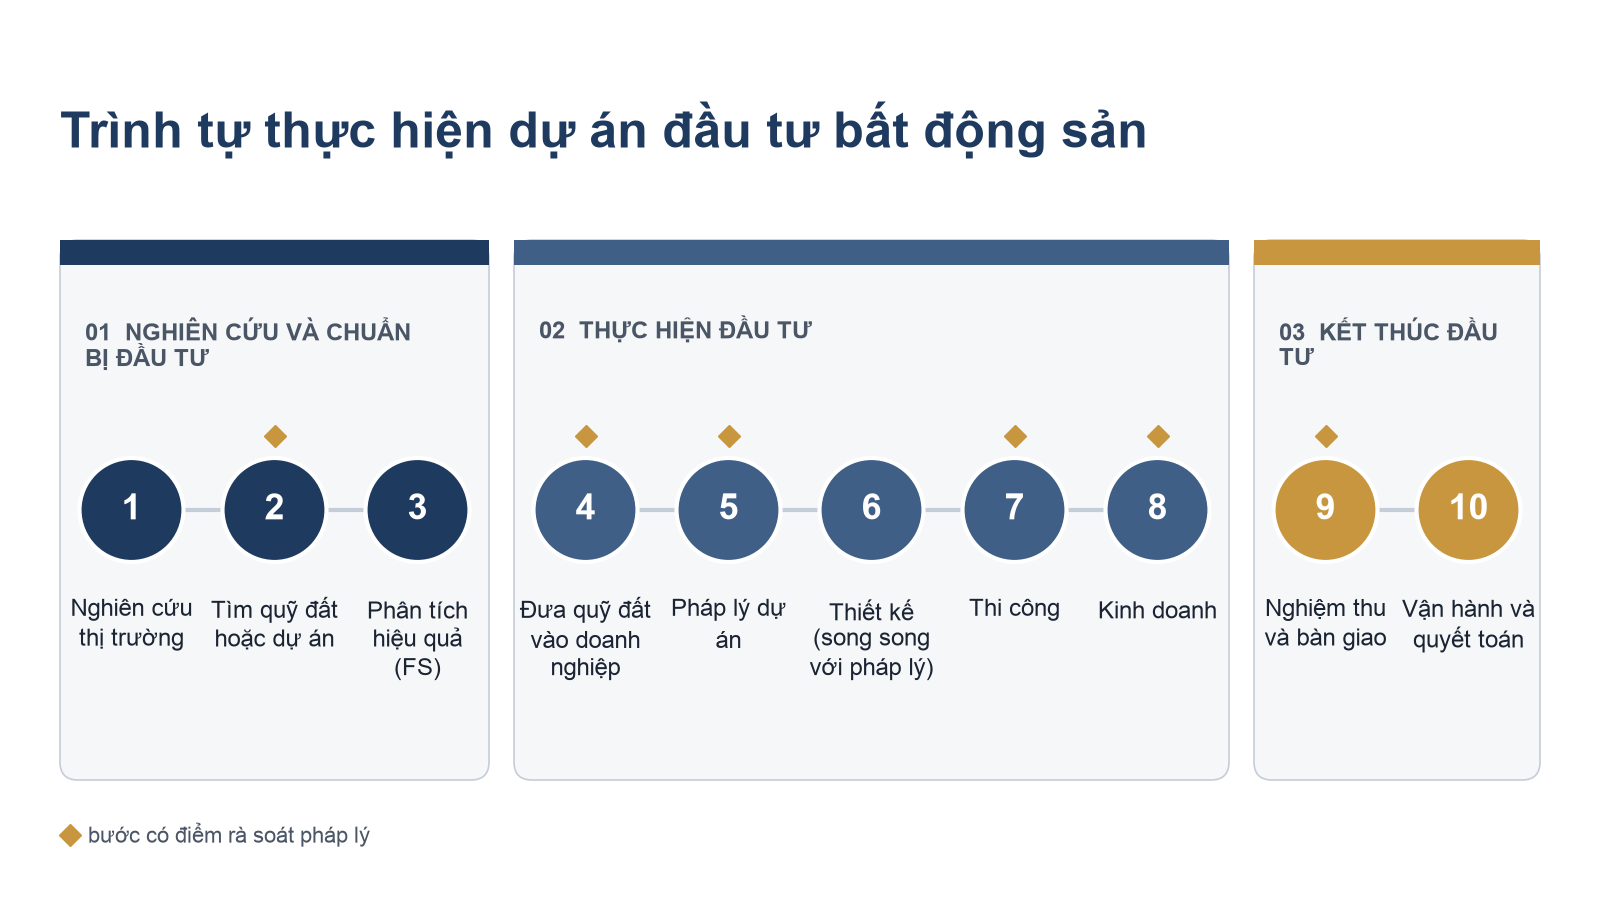 Trình tự thực hiện dự án đầu tư bất động sản
01 NGHIÊN CỨU VÀ CHUẨN
BỊ ĐẦU TƯ
1
2
3
Nghiên cứu
thị trường
Tìm quỹ đất
hoặc dự án
Phân tích
hiệu quả
(FS)
02 THỰC HIỆN ĐẦU TƯ
4
5
6
7
8
Đưa quỹ đất
vào doanh
nghiệp
Pháp lý dự
án
Thiết kế
(song song
với pháp lý)
Thi công
Kinh doanh
03 KẾT THÚC ĐẦU
TƯ
9
10
Nghiệm thu
và bàn giao
Vận hành và
quyết toán
bước có điểm rà soát pháp lý